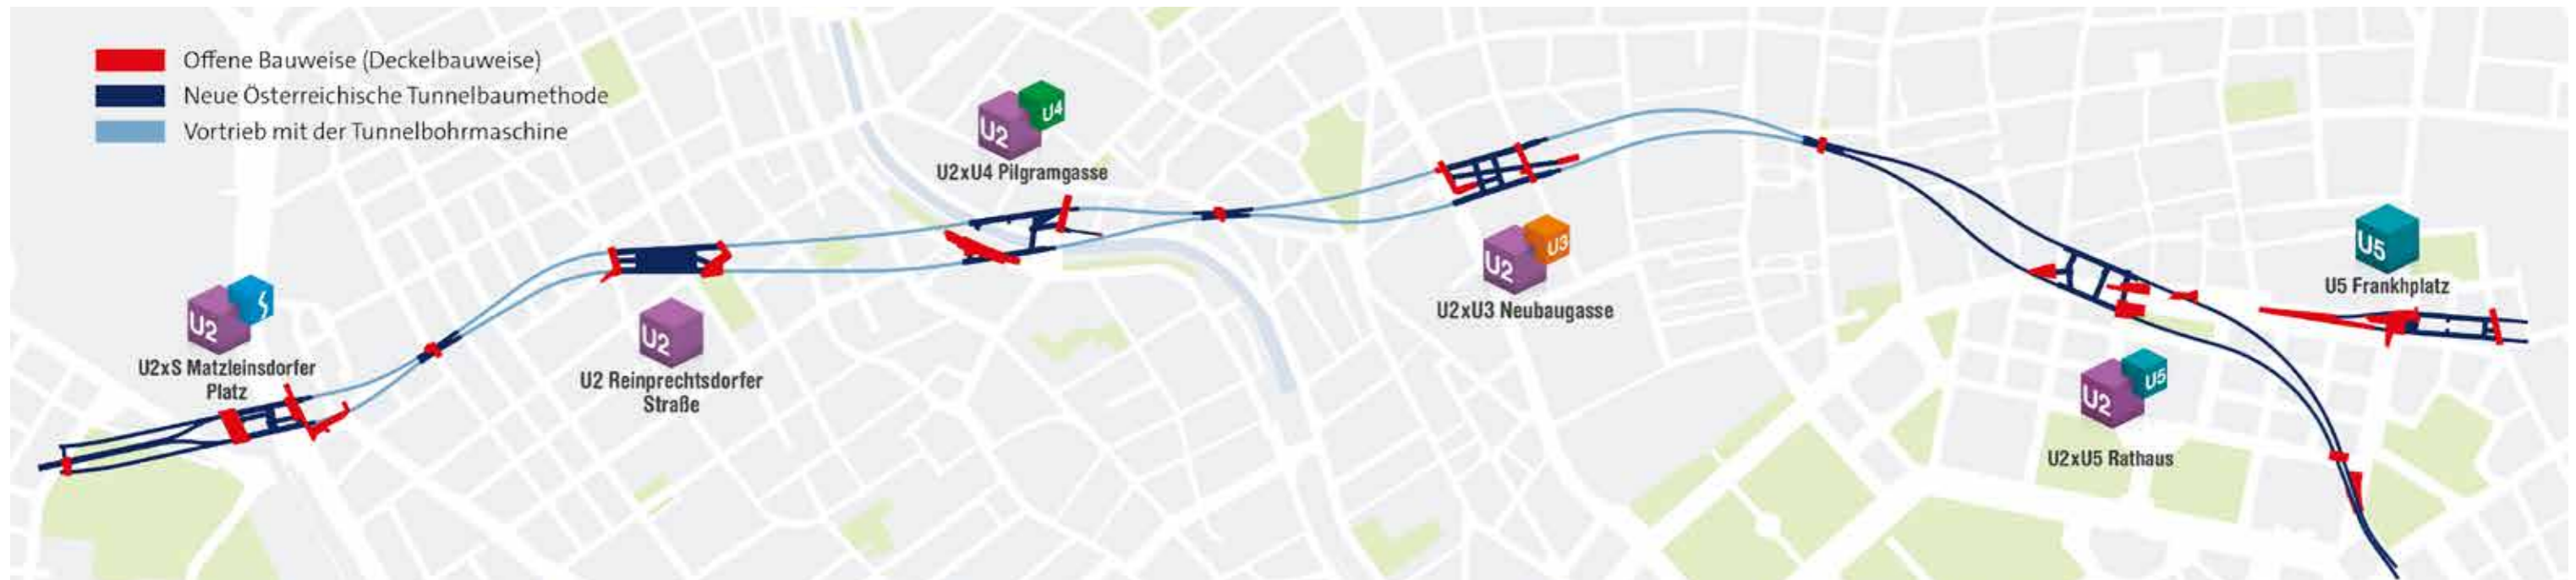 Offene Bauweise (Deckelbauweise)
Neue Österreichische Tunnelbaumethode
Vortrieb mit der Tunnelbohrmaschine
U2
U2xS Matzleinsdorfer
Platz
U2
U2 Reinprechtsdorfer
Straße
U2
U4
U2xU4 Pilgramgasse
U2
U3
U2xU3 Neubaugasse
U2
U5
U2xU5 Rathaus
U5
U5 Frankhplatz